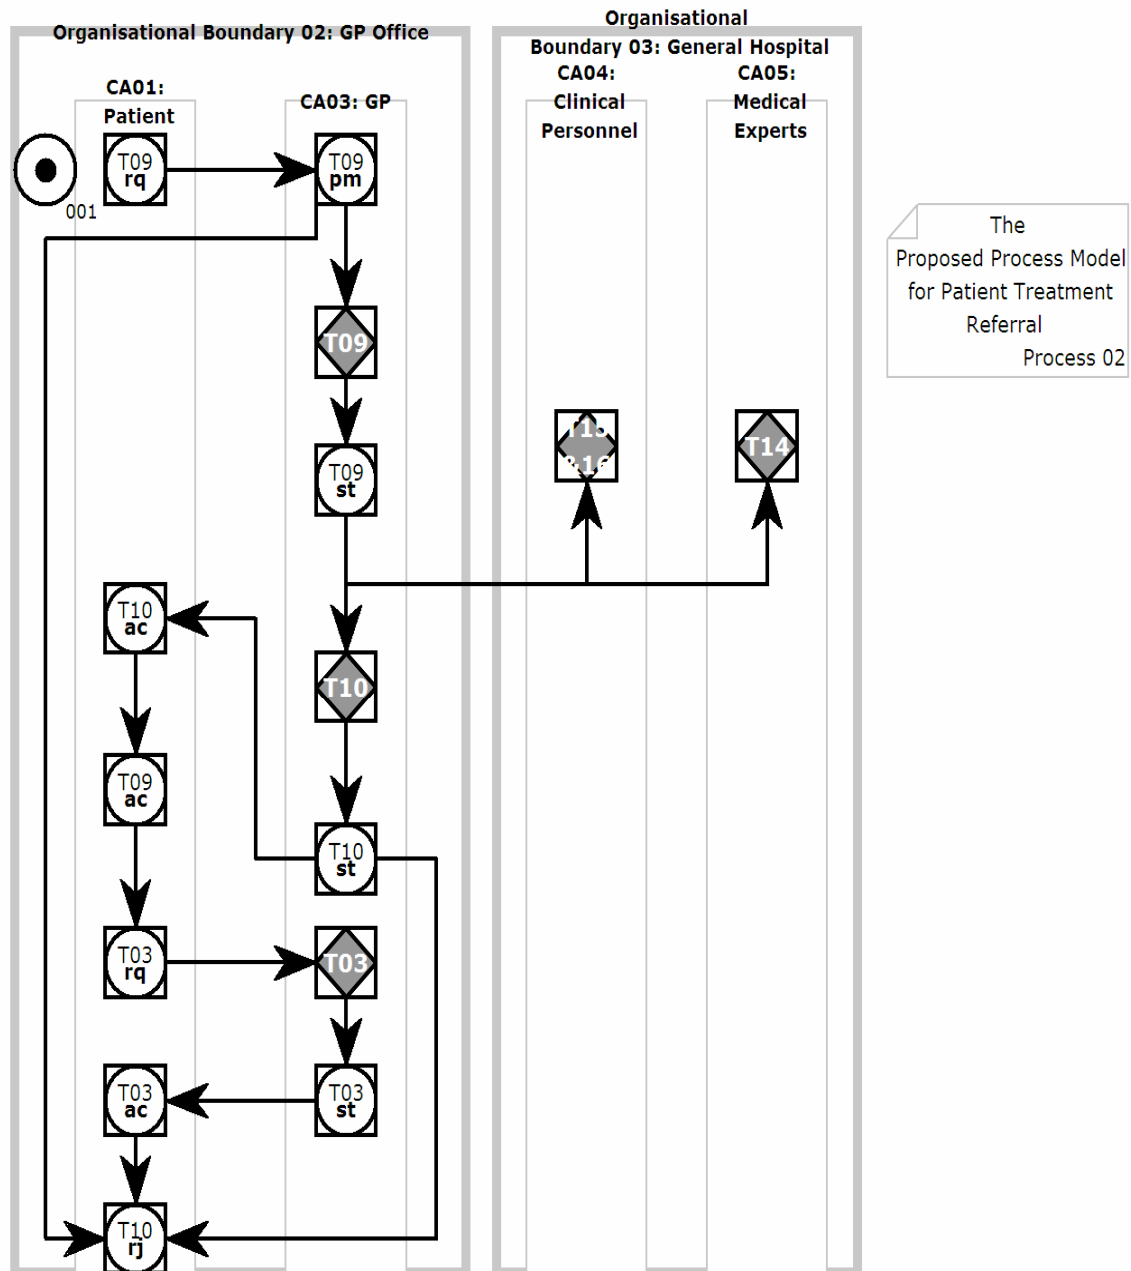 Organisational Boundary 02: GP Office
Organisational
Boundary 03: General Hospital
CA01:
Patient
CA03: GP
CA04:
Clinical
Personnel
CA05:
Medical
Experts
T09
rq
T09
pm
001
The
Proposed Process Model
for Patient Treatment
Referral
Process 02
T09
T09
st
T15
&16
T14
T10
ac
T10
T09
ac
T10
st
T03
rq
T03
T03
ac
T03
st
T10
rj